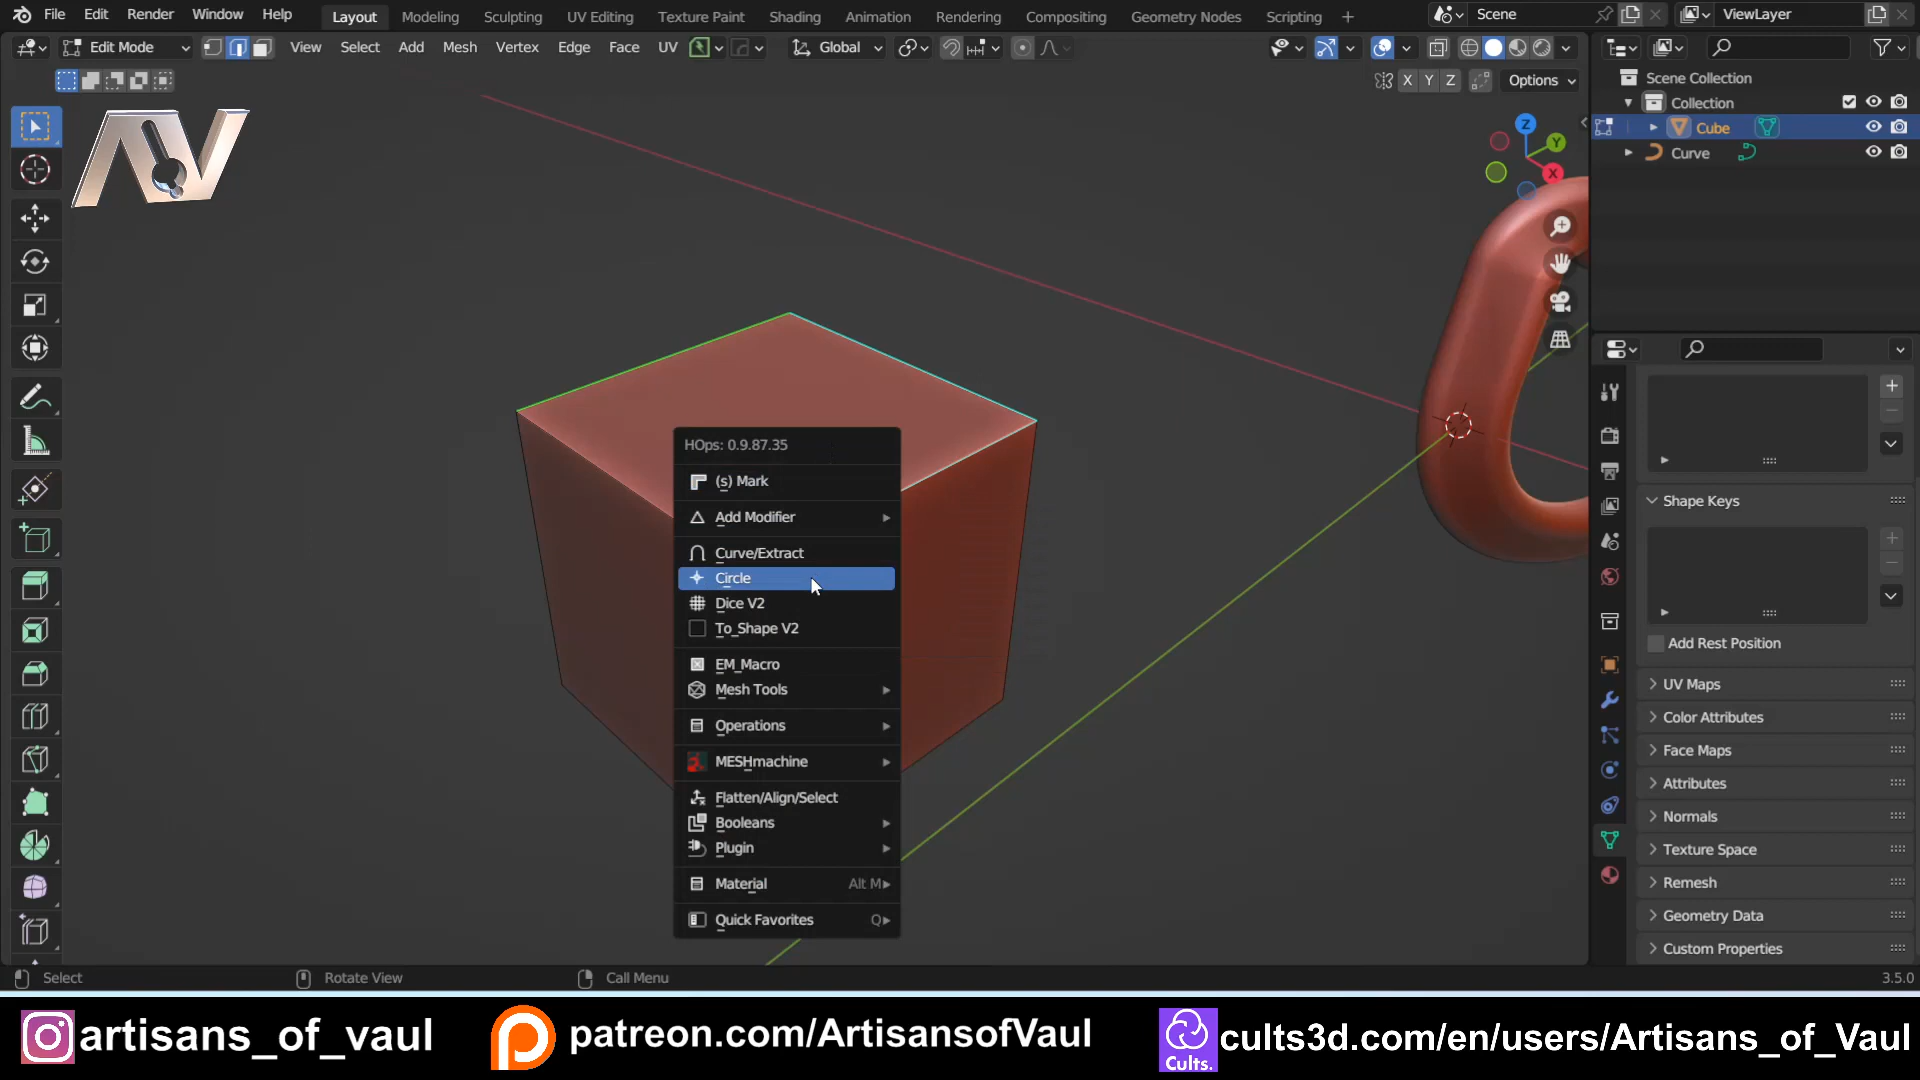 File Edit Render Window Help Layout Modeling Sculpting UV Editing Texture Paint Shading Animation Rendering Compositing Geometry Nodes Scripting + Scene ViewLayer
Edit Mode View Select Add Mesh Vertex Edge Face UV Global
X Y Z Options
Scene Collection
Collection
Cube
Curve
Z
Y
X
AV
HOps: 0.9.87.35
(s) Mark
Add Modifier
Curve/Extract
Circle
Dice V2
To_Shape V2
EM_Macro
Mesh Tools
Operations
MESHmachine
Flatten/Align/Select
Booleans
Plugin
Material Alt M
Quick Favorites Q
Shape Keys
Add Rest Position
UV Maps
Color Attributes
Face Maps
Attributes
Normals
Texture Space
Remesh
Geometry Data
Custom Properties
Select Rotate View Call Menu 3.5.0
artisans_of_vaul patreon.com/ArtisansofVaul cults3d.com/en/users/Artisans_of_Vaul
Cults.